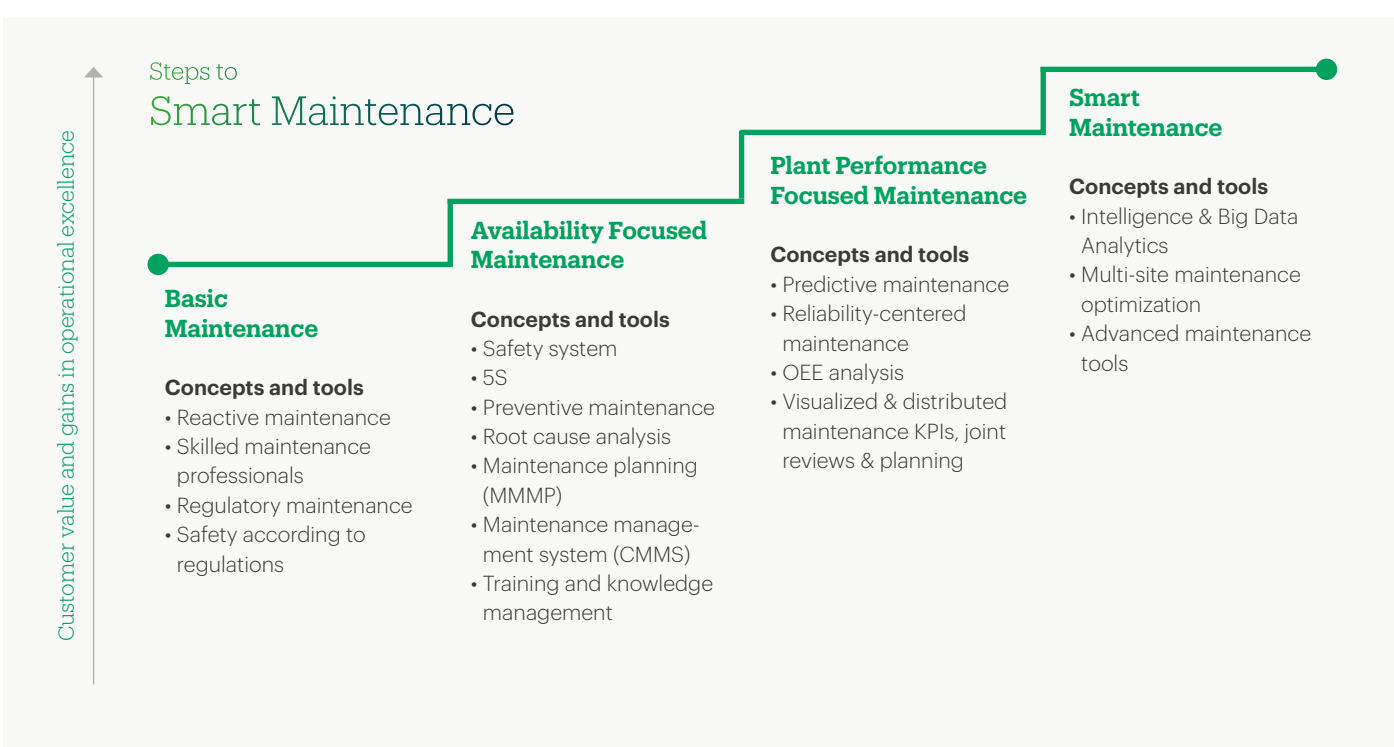 Steps to
Smart Maintenance
Customer value and gains in operational excellence
Basic
Maintenance
Concepts and tools
• Reactive maintenance
• Skilled maintenance
professionals
• Regulatory maintenance
• Safety according to
regulations
Availability Focused
Maintenance
Concepts and tools
• Safety system
• 5S
• Preventive maintenance
• Root cause analysis
• Maintenance planning
(MMMP)
• Maintenance manage-
ment system (CMMS)
• Training and knowledge
management
Plant Performance
Focused Maintenance
Concepts and tools
• Predictive maintenance
• Reliability-centered
maintenance
• OEE analysis
• Visualized & distributed
maintenance KPIs, joint
reviews & planning
Smart
Maintenance
Concepts and tools
• Intelligence & Big Data
Analytics
• Multi-site maintenance
optimization
• Advanced maintenance
tools